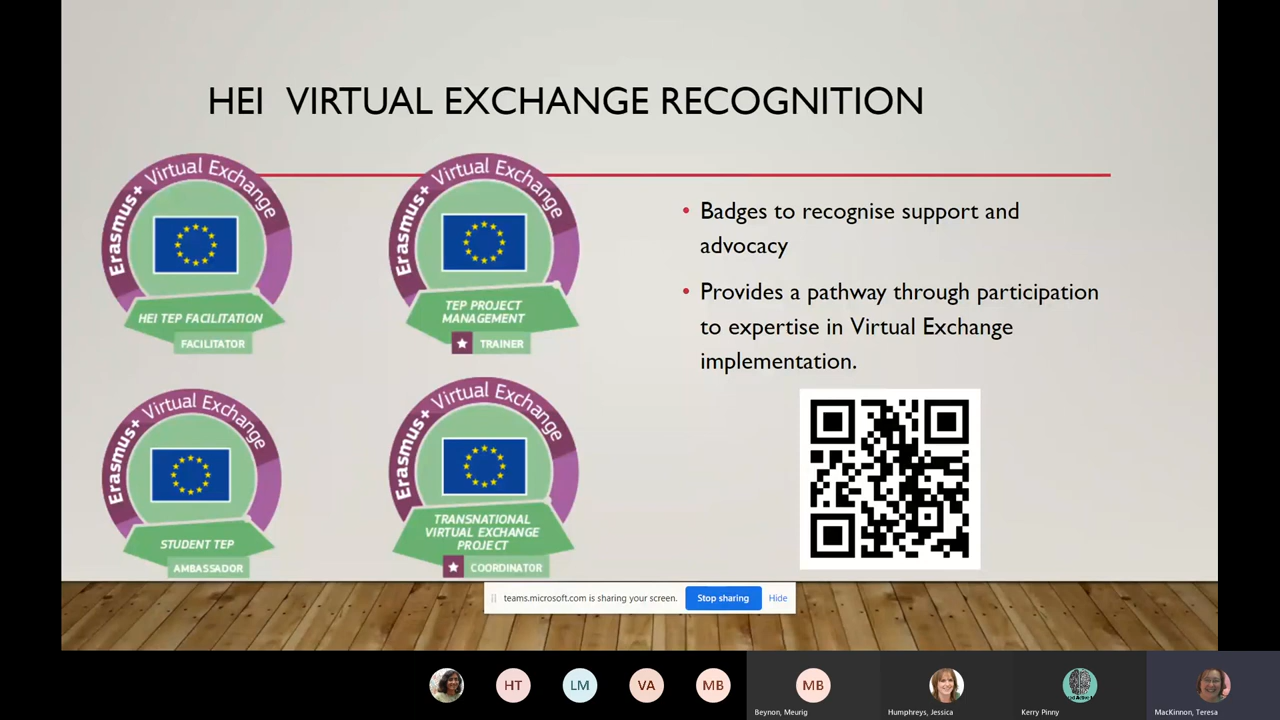 HEI VIRTUAL EXCHANGE RECOGNITION
Erasmus+ Virtual Exchange
HEI TEP FACILITATION
FACILITATOR
Erasmus+ Virtual Exchange
TEP PROJECT
MANAGEMENT
TRAINER
Erasmus+ Virtual Exchange
STUDENT TEP
AMBASSADOR
Erasmus+ Virtual Exchange
TRANSNATIONAL
VIRTUAL EXCHANGE
PROJECT
COORDINATOR
• Badges to recognise support and
advocacy
• Provides a pathway through participation
to expertise in Virtual Exchange
implementation.
teams.microsoft.com is sharing your screen. Stop sharing Hide
HT LM VA MB MB
Beynon, Meurig Humphreys, Jessica Kerry Pinny MacKinnon, Teresa